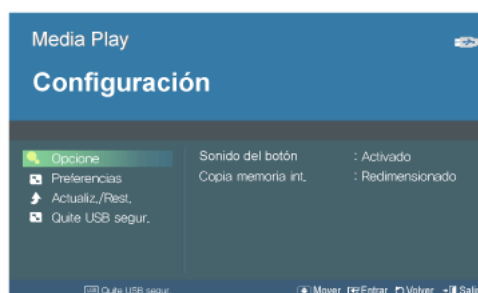 Media Play
Configuración
Opcione
Sonido del botón : Activado
Preferencias
Copia memoria int. : Redimensionado
Actualiz./Rest.
Quite USB segur.
Quite USB segur. Mover Entrar Volver Salir